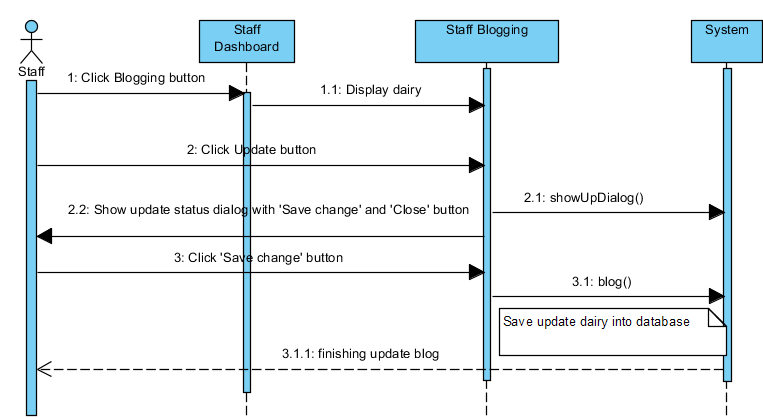 Staff
Dashboard
Staff Blogging
System
Staff
1: Click Blogging button
1.1: Display dairy
2: Click Update button
2.1: showUpDialog()
2.2: Show update status dialog with 'Save change' and 'Close' button
3: Click 'Save change' button
3.1: blog()
Save update dairy into database
3.1.1: finishing update blog